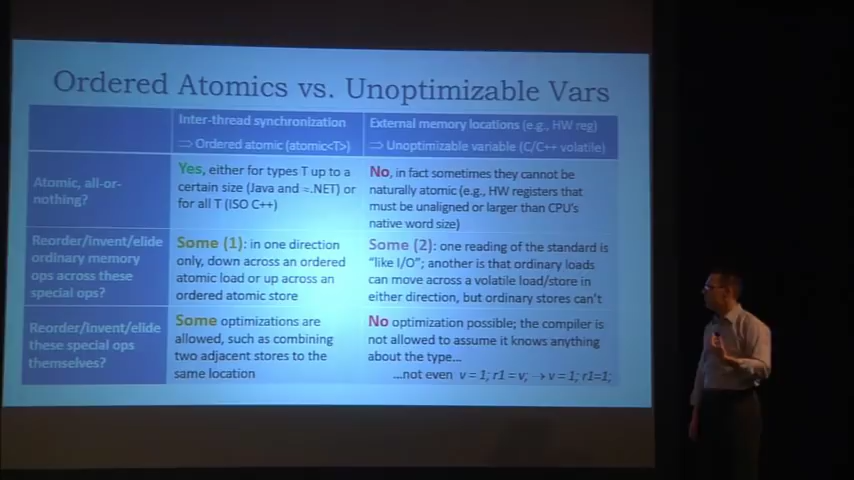 Ordered Atomics vs. Unoptimizable Vars
Inter-thread synchronization
⇒ Ordered atomic (atomic<T>)
External memory locations (e.g., HW reg)
⇒ Unoptimizable variable (C/C++ volatile)
Atomic, all-or-
nothing?
Yes, either for types T up to a
certain size (Java and ≈.NET) or
for all T (ISO C++)
No, in fact sometimes they cannot be
naturally atomic (e.g., HW registers that
must be unaligned or larger than CPU's
native word size)
Reorder/invent/elide
ordinary memory
ops across these
special ops?
Some (1): in one direction
only, down across an ordered
atomic load or up across an
ordered atomic store
Some (2): one reading of the standard is
"like I/O"; another is that ordinary loads
can move across a volatile load/store in
either direction, but ordinary stores can't
Reorder/invent/elide
these special ops
themselves?
Some optimizations are
allowed, such as combining
two adjacent stores to the
same location
No optimization possible; the compiler is
not allowed to assume it knows anything
about the type...
...not even v = 1; r1 = v; → v = 1; r1=1;